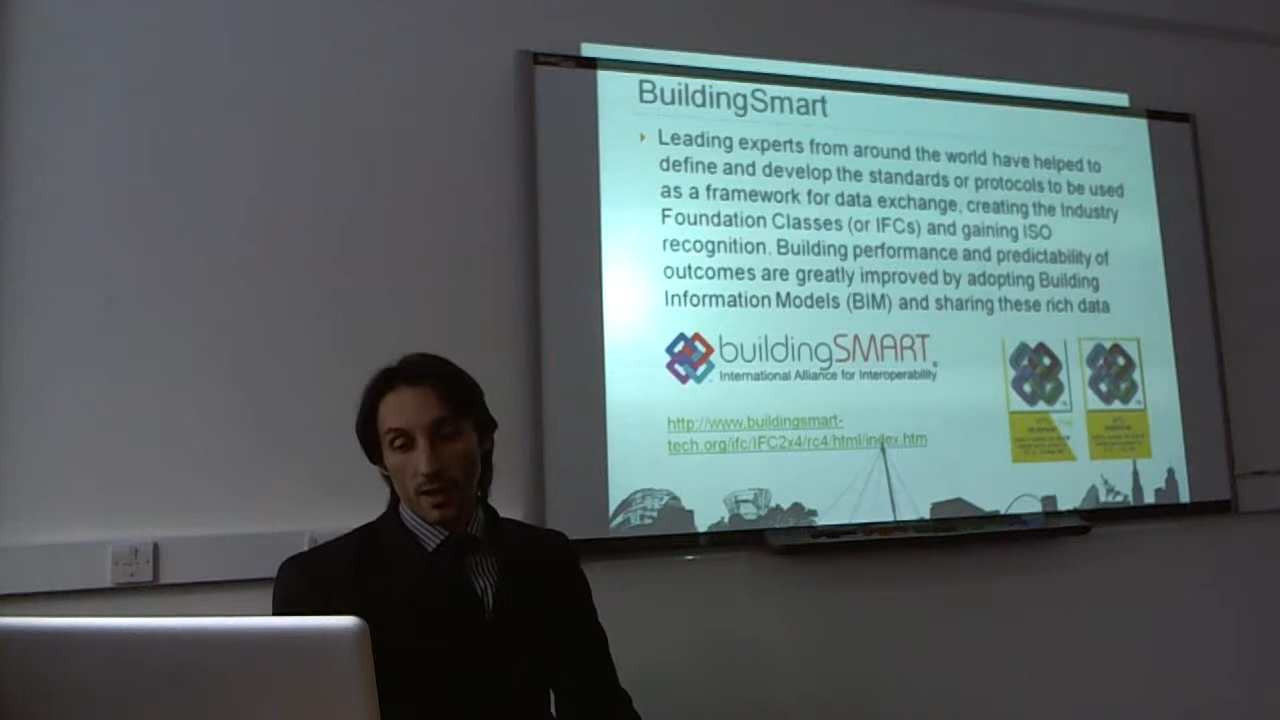 BuildingSmart
Leading experts from around the world have helped to
define and develop the standards or protocols to be used
as a framework for data exchange, creating the Industry
Foundation Classes (or IFCs) and gaining ISO
recognition. Building performance and predictability of
outcomes are greatly improved by adopting Building
Information Models (BIM) and sharing these rich data
buildingSMART
International Alliance for Interoperability
http://www.buildingsmart-
tech.org/ifc/IFC2x4/rc4/html/index.htm